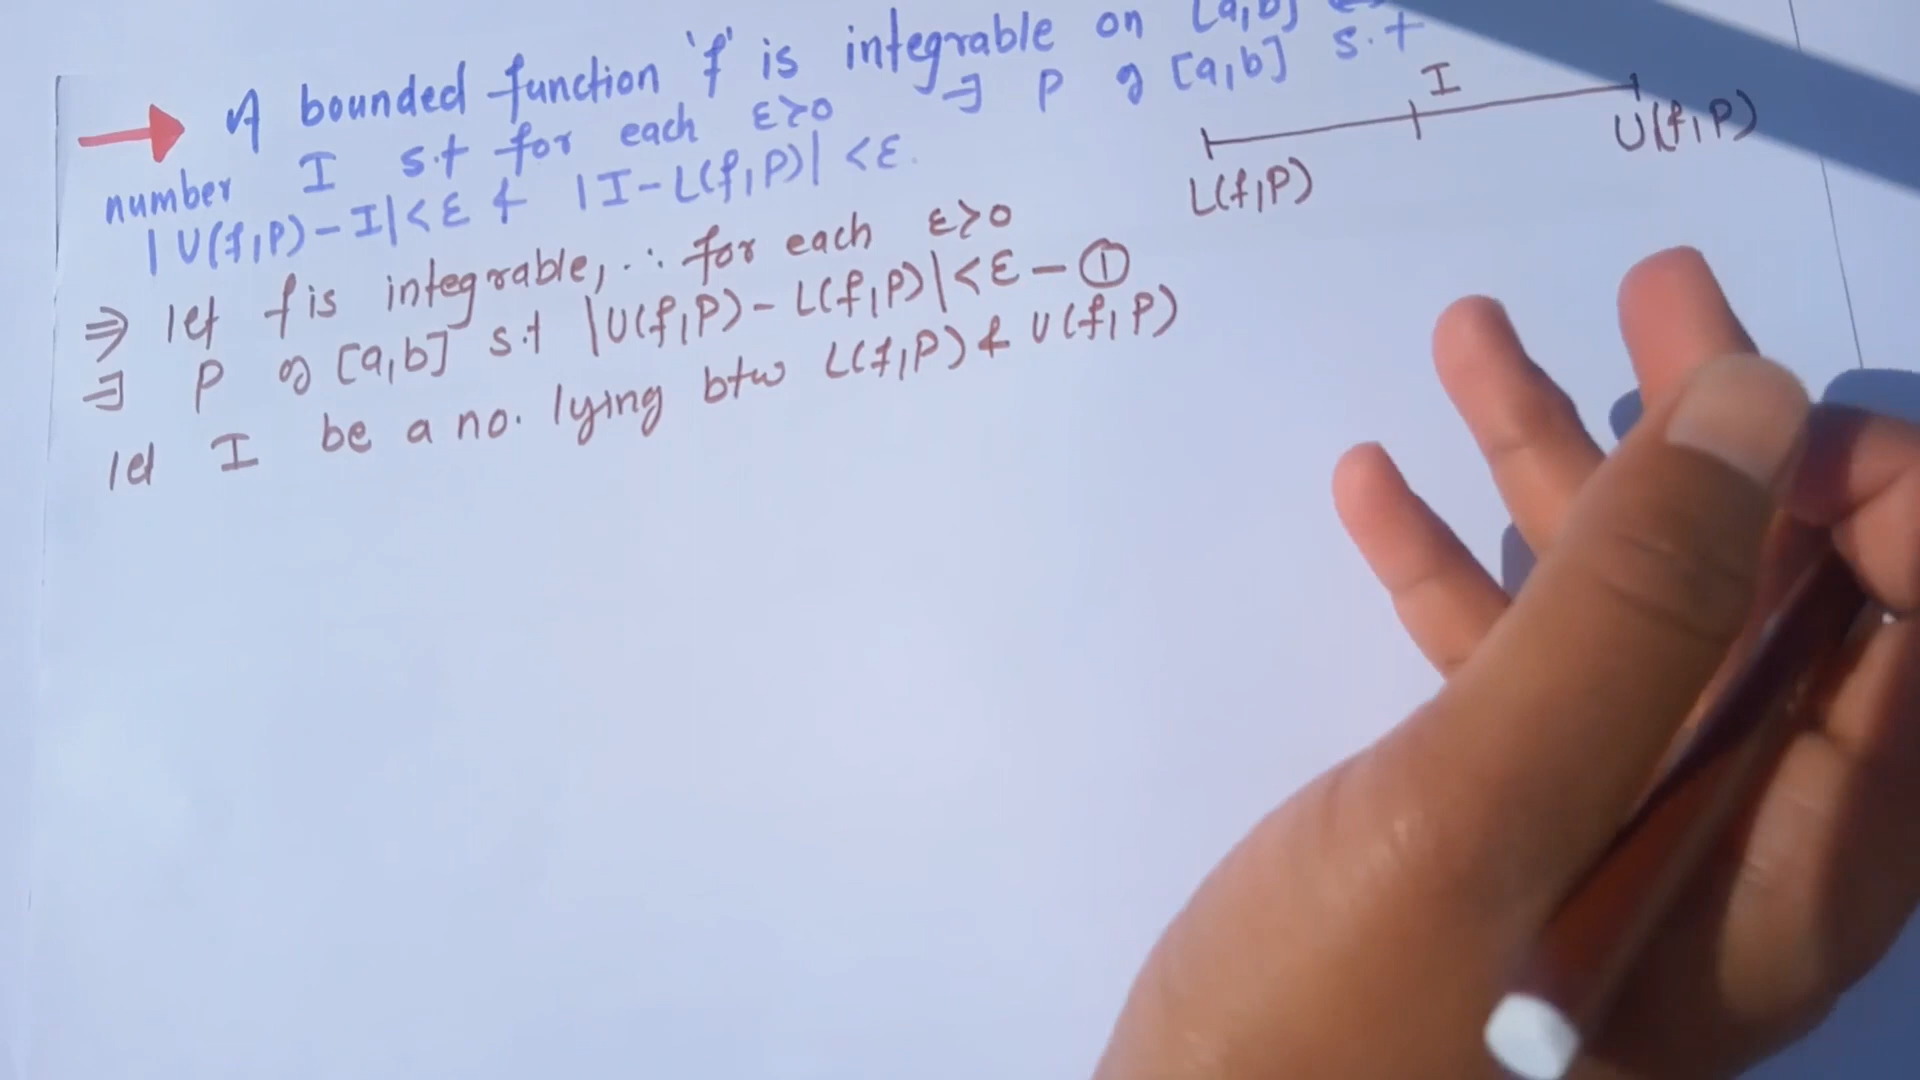 A bounded function 'f' is integrable on [a,b]
number I s.t for each ε>0 ∃ P of [a,b] s.t
|U(f,P)-I|<ε & |I-L(f,P)|<ε.
⇒ let f is integrable, ∴ for each ε>0
∃ P of [a,b] s.t |U(f,P)-L(f,P)|<ε - ①
let I be a no. lying btw L(f,P) & U(f,P)
I
L(f,P)
U(f,P)